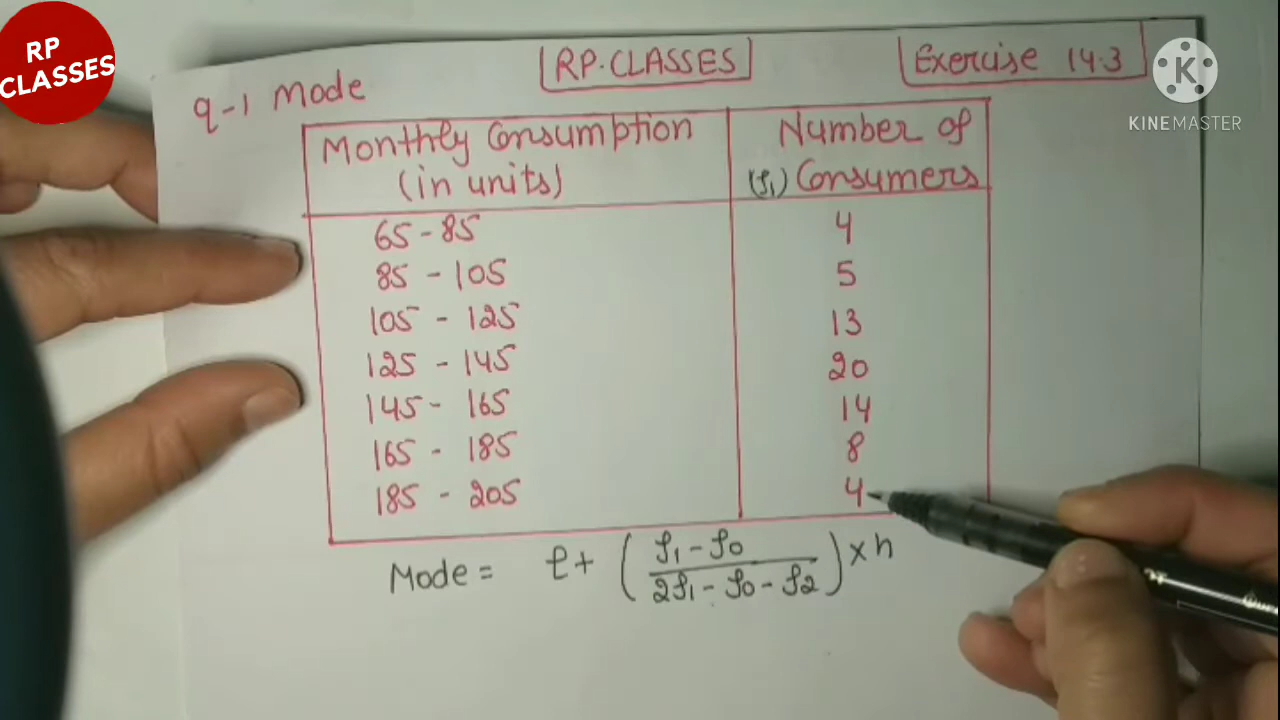 RP
CLASSES
RP.CLASSES
Exercise 14.3
K
KINEMASTER
q-1 Mode
Monthly Consumption (in units)
Number of (f1) Consumers
65 - 85 4
85 - 105 5
105 - 125 13
125 - 145 20
145 - 165 14
165 - 185 8
185 - 205 4
Mode = l + ( f1 - f0 / 2f1 - f0 - f2 ) × h